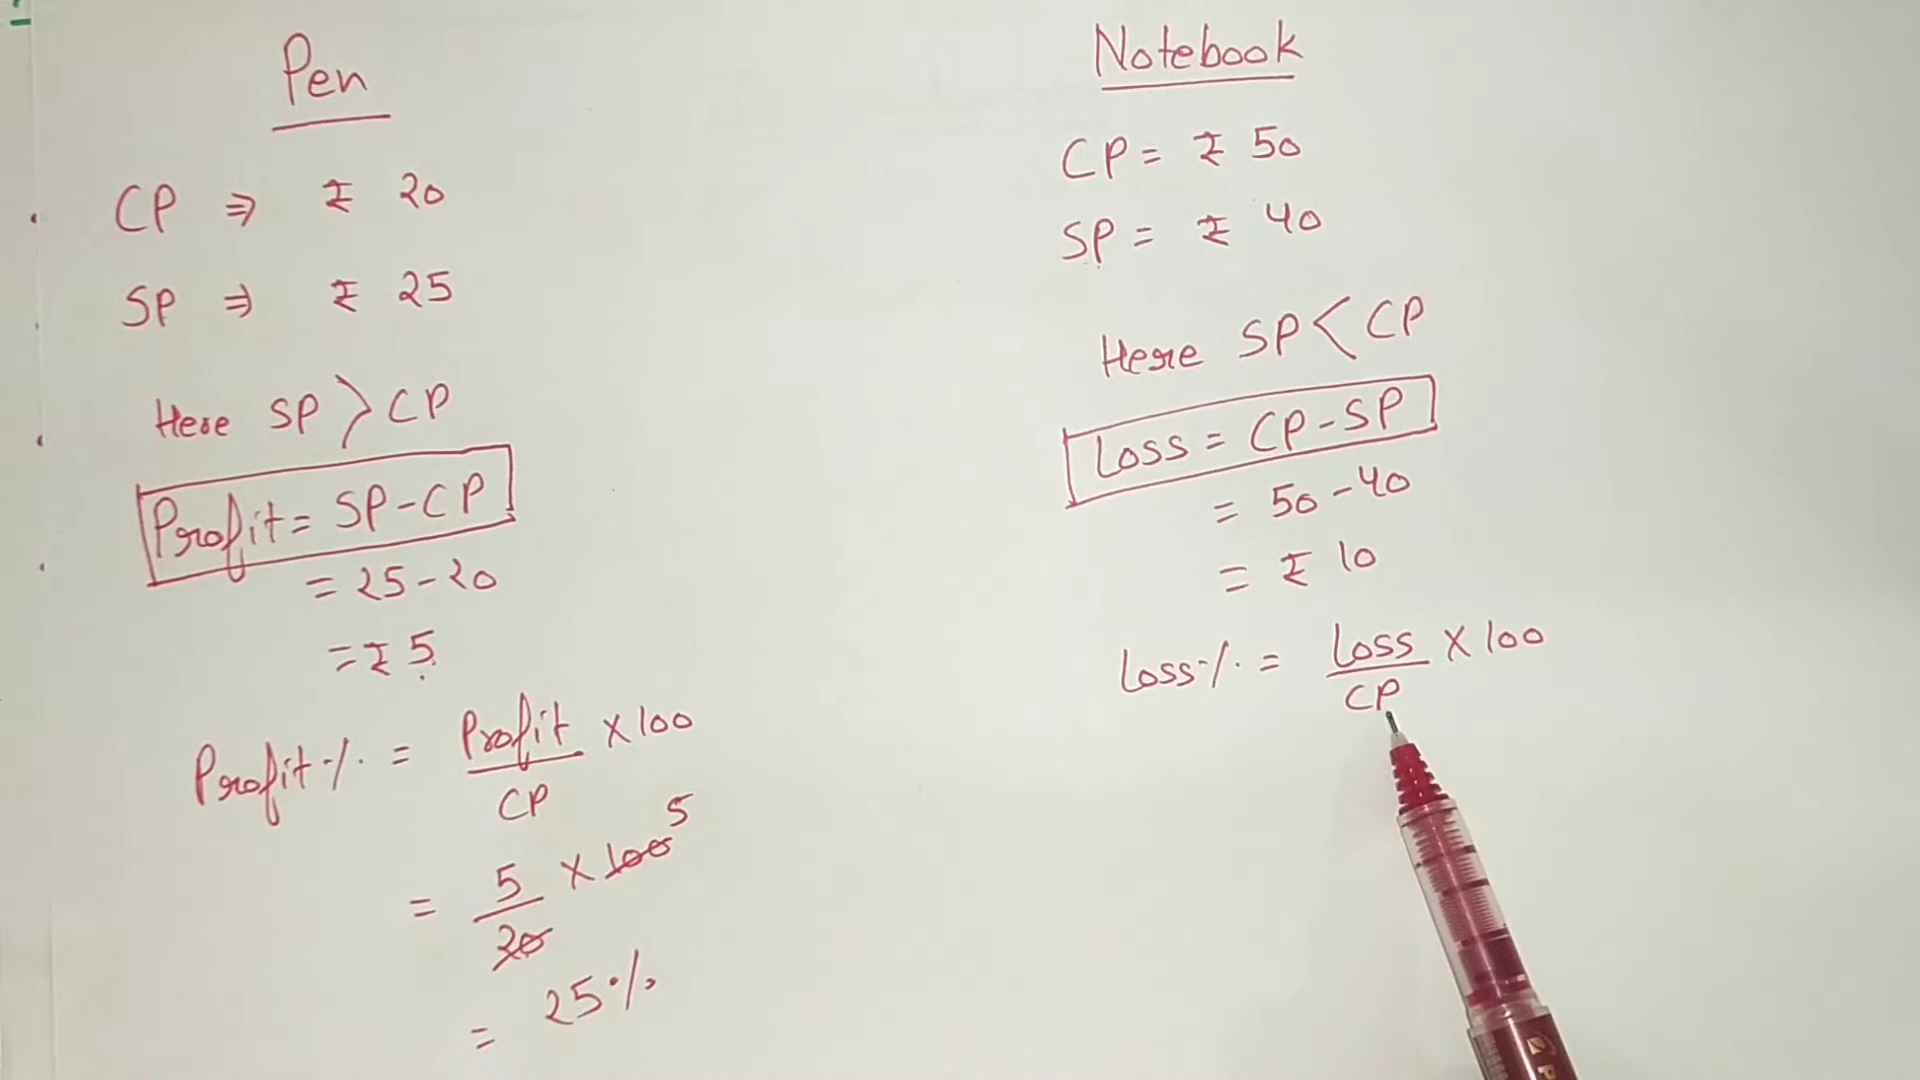 Pen
CP ⇒ ₹ 20
SP ⇒ ₹ 25
Here SP > CP
Profit = SP - CP
= 25 - 20
= ₹ 5
Profit % = Profit / CP × 100
= 5 / 20 × 100 5
= 25 %
Notebook
CP = ₹ 50
SP = ₹ 40
Here SP < CP
Loss = CP - SP
= 50 - 40
= ₹ 10
Loss % = Loss / CP × 100